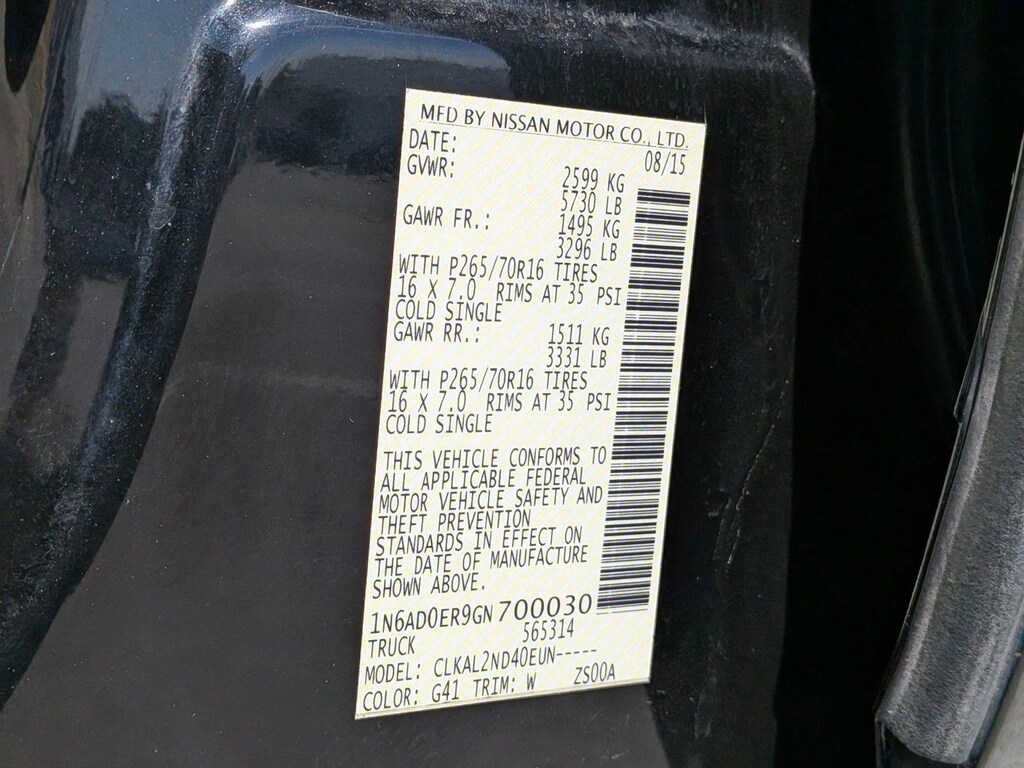 MFD BY NISSAN MOTOR CO., LTD.
DATE: 08/15
GVWR: 2599 KG
5730 LB
GAWR FR.: 1495 KG
3296 LB
WITH P265/70R16 TIRES
16 X 7.0 RIMS AT 35 PSI
COLD SINGLE
GAWR RR.: 1511 KG
3331 LB
WITH P265/70R16 TIRES
16 X 7.0 RIMS AT 35 PSI
COLD SINGLE
THIS VEHICLE CONFORMS TO
ALL APPLICABLE FEDERAL
MOTOR VEHICLE SAFETY AND
THEFT PREVENTION
STANDARDS IN EFFECT ON
THE DATE OF MANUFACTURE
SHOWN ABOVE.
1N6AD0ER9GN700030
TRUCK 565314
MODEL: CLKAL2ND40EUN-----
COLOR: G41 TRIM: W ZS00A